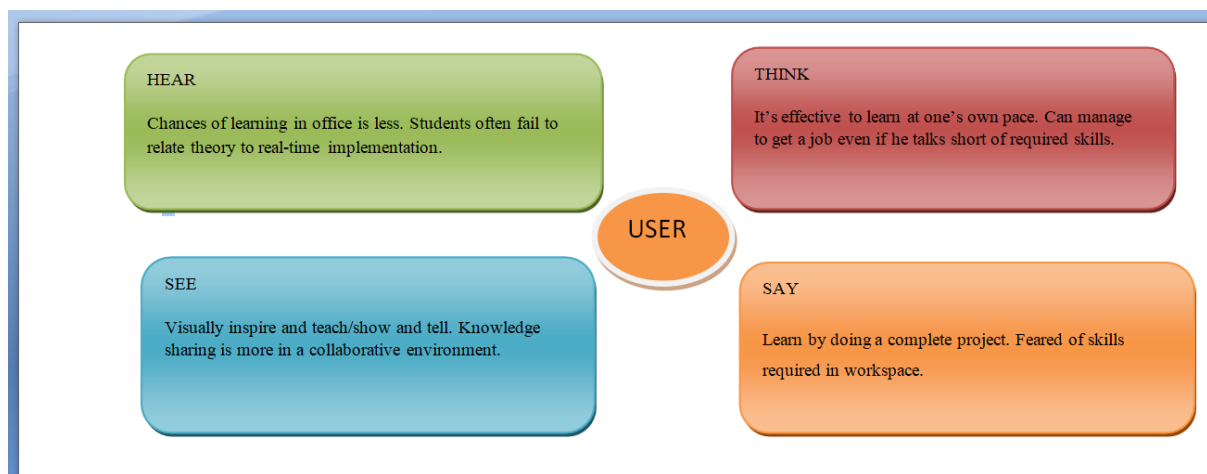 HEAR
Chances of learning in office is less. Students often fail to
relate theory to real-time implementation.
THINK
It’s effective to learn at one’s own pace. Can manage
to get a job even if he talks short of required skills.
USER
SEE
Visually inspire and teach/show and tell. Knowledge
sharing is more in a collaborative environment.
SAY
Learn by doing a complete project. Feared of skills
required in workspace.